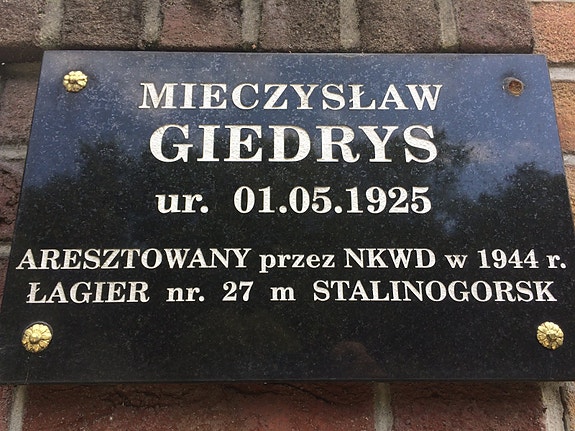 MIECZYSŁAW
GIEDRYS
ur. 01.05.1925
ARESZTOWANY przez NKWD w 1944 r.
ŁAGIER nr. 27 m STALINOGORSK